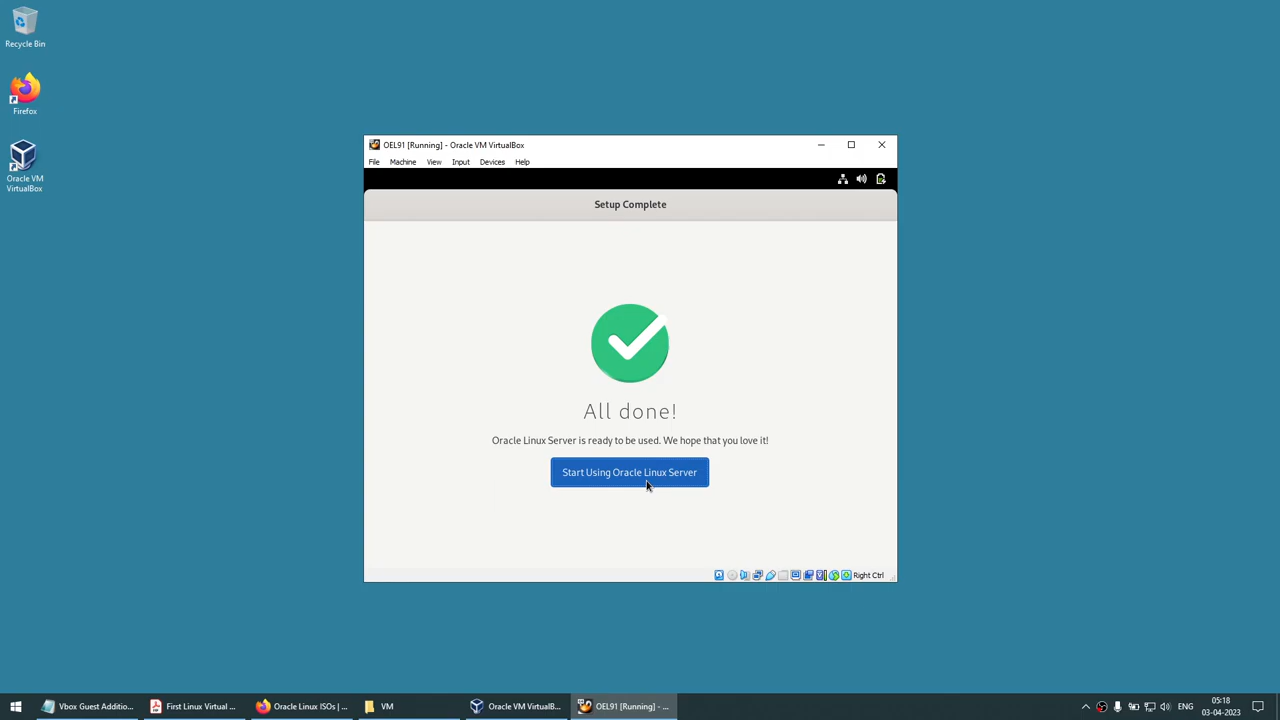 Recycle Bin
Firefox
Oracle VM
VirtualBox
OEL91 [Running] - Oracle VM VirtualBox
File Machine View Input Devices Help
Setup Complete
All done!
Oracle Linux Server is ready to be used. We hope that you love it!
Start Using Oracle Linux Server
Right Ctrl
Vbox Guest Additio...
First Linux Virtual ...
Oracle Linux ISOs | ...
VM
Oracle VM VirtualB...
OEL91 [Running] - ...
ENG
05:18
03-04-2023